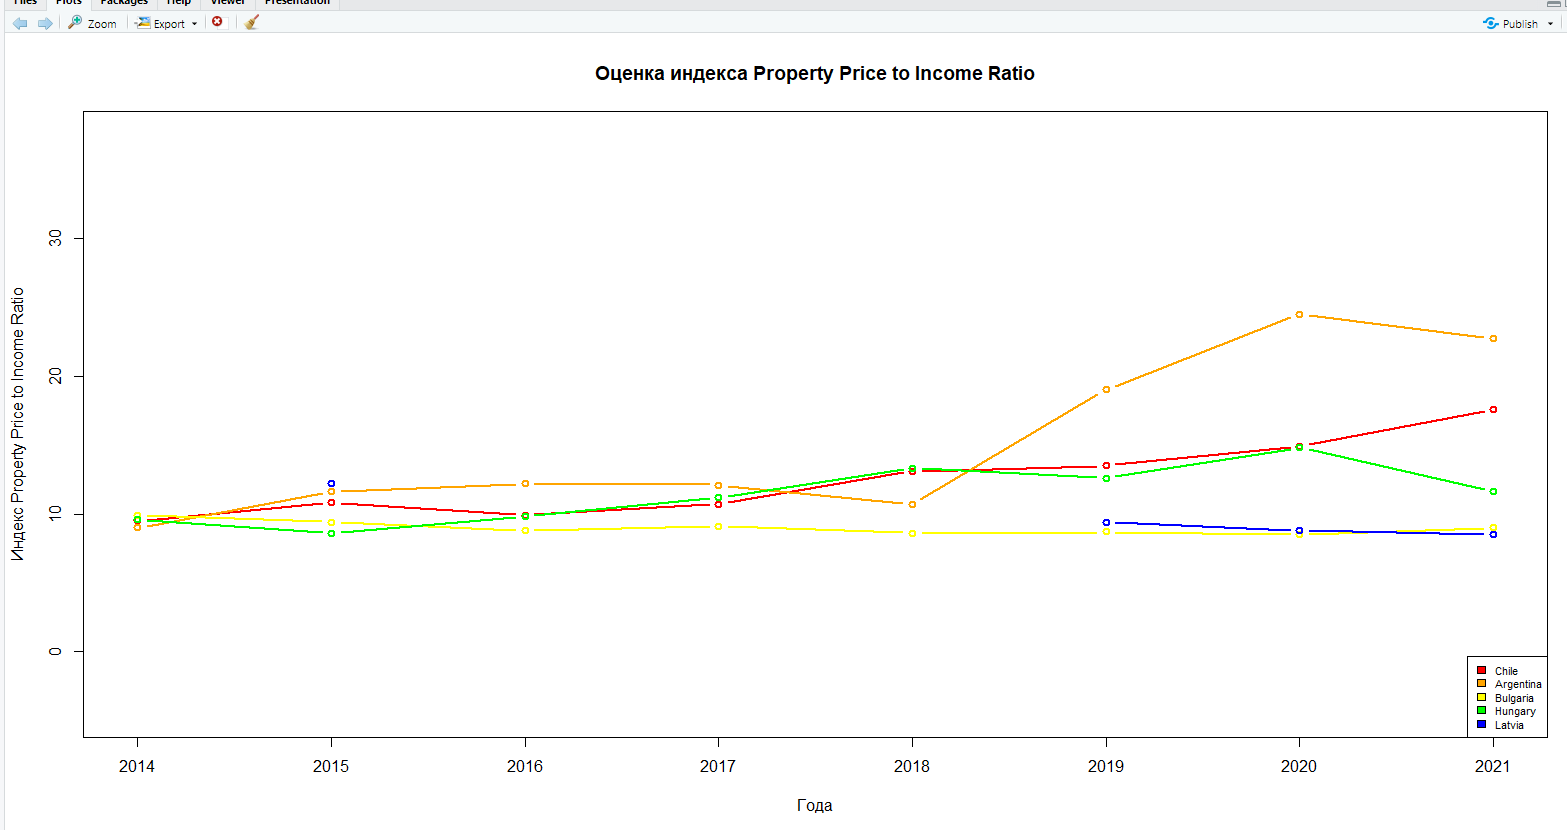 Files Plots Packages Help Viewer Presentation
Zoom Export Publish
Оценка индекса Property Price to Income Ratio
Индекс Property Price to Income Ratio
30
20
10
0
Chile
Argentina
Bulgaria
Hungary
Latvia
2014 2015 2016 2017 2018 2019 2020 2021
Года